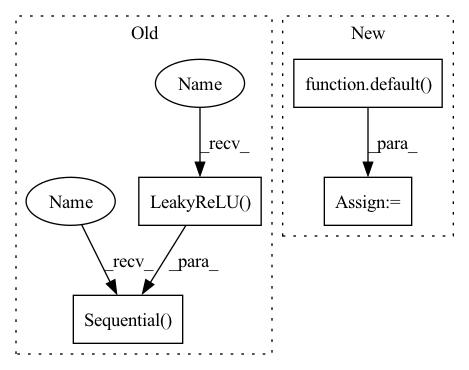 Old
New
Name
function.default()
_recv_
_para_
Name
LeakyReLU()
Assign:=
_recv_
_para_
Sequential()